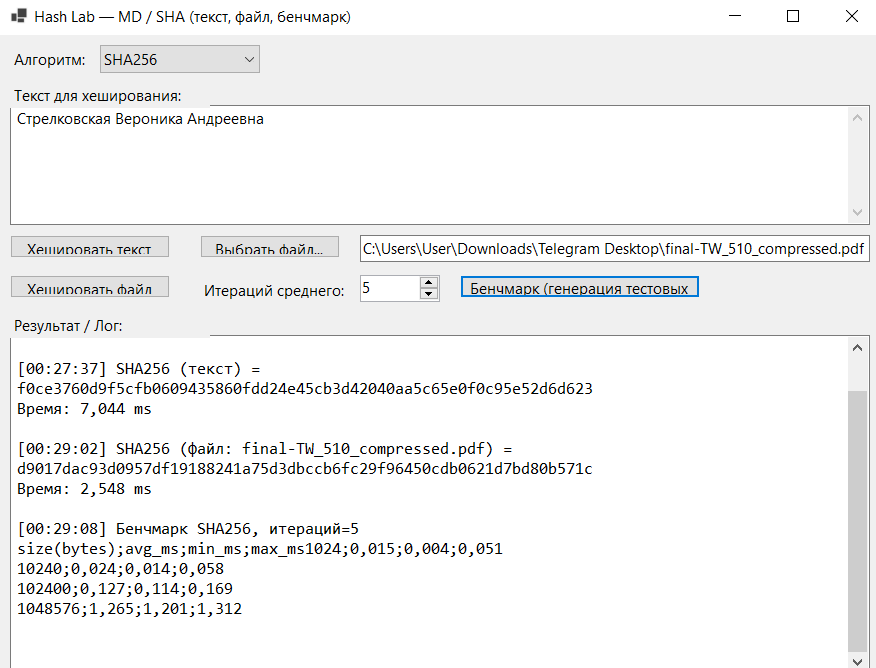 Hash Lab — MD / SHA (текст, файл, бенчмарк)
Алгоритм: SHA256
Текст для хеширования:
Стрелковская Вероника Андреевна
Хешировать текст Выбрать файл... C:\Users\User\Downloads\Telegram Desktop\final-TW_510_compressed.pdf
Хешировать файл Итераций среднего: 5 Бенчмарк (генерация тестовых
Результат / Лог:
[00:27:37] SHA256 (текст) =
f0ce3760d9f5cfb0609435860fdd24e45cb3d42040aa5c65e0f0c95e52d6d623
Время: 7,044 ms
[00:29:02] SHA256 (файл: final-TW_510_compressed.pdf) =
d9017dac93d0957df19188241a75d3dbccb6fc29f96450cdb0621d7bd80b571c
Время: 2,548 ms
[00:29:08] Бенчмарк SHA256, итераций=5
size(bytes);avg_ms;min_ms;max_ms1024;0,015;0,004;0,051
10240;0,024;0,014;0,058
102400;0,127;0,114;0,169
1048576;1,265;1,201;1,312